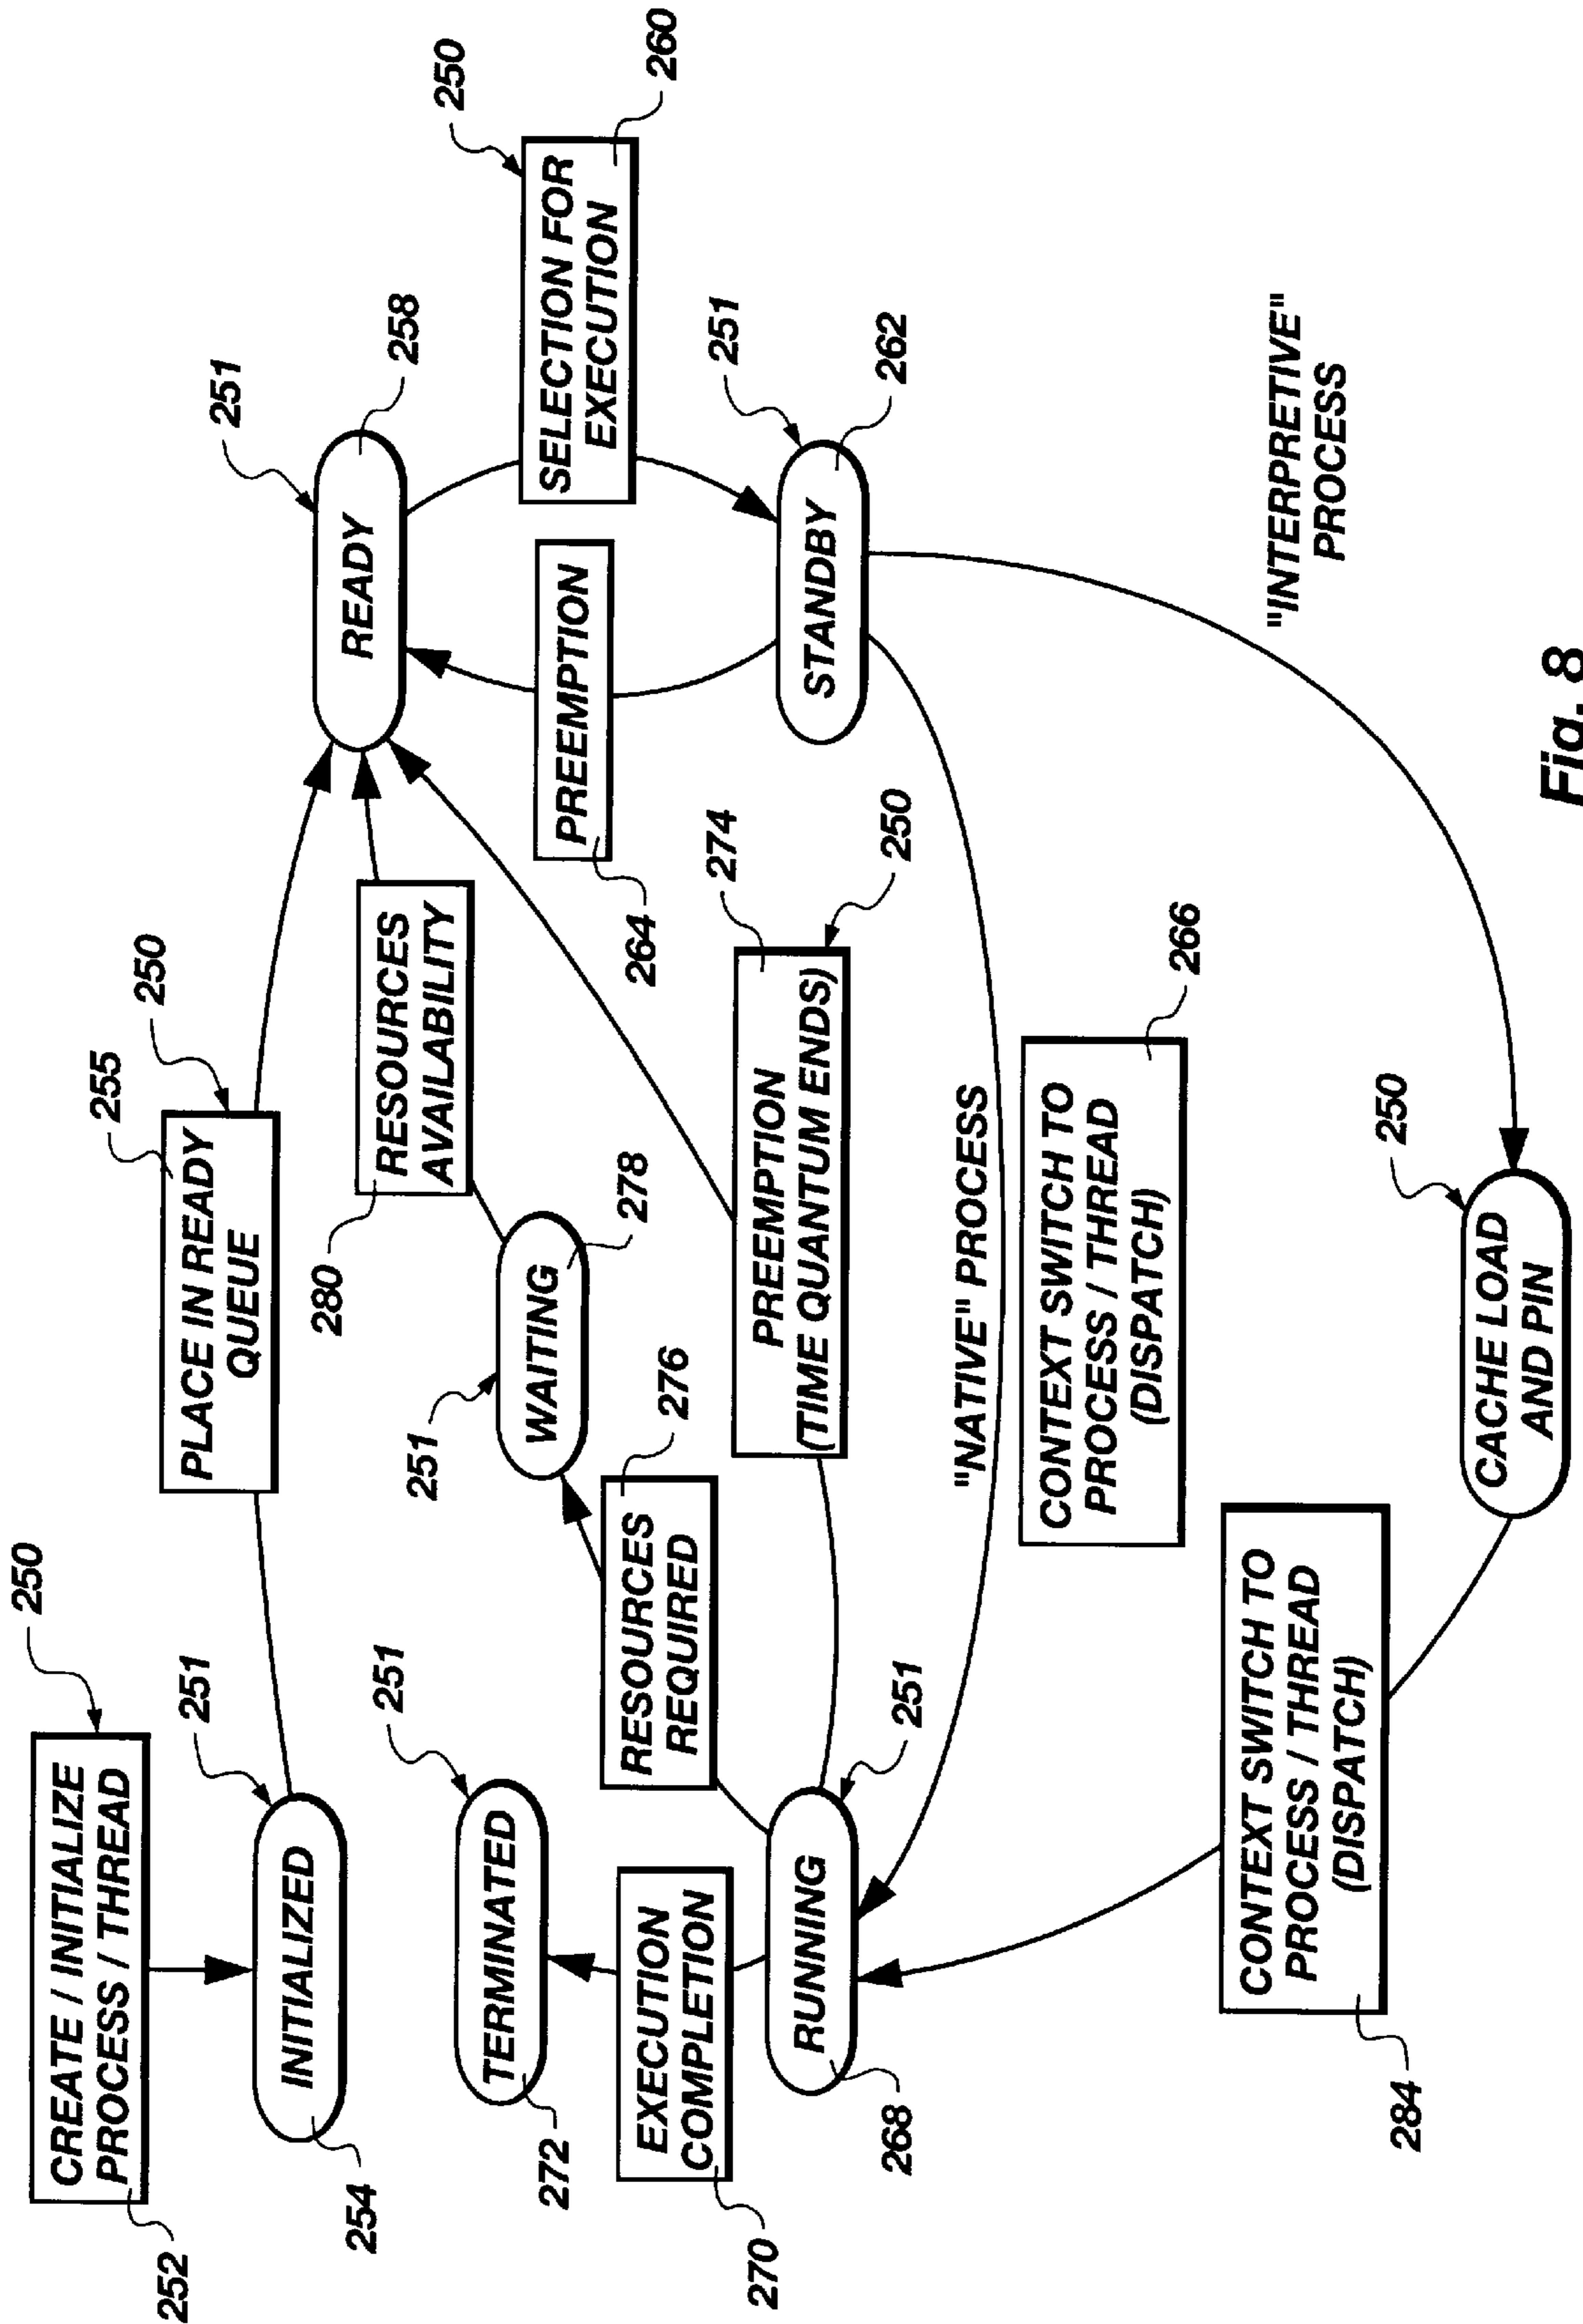 250
CREATE / INITIALIZE
PROCESS / THREAD
252
251
INITIALIZED
254
255
250
PLACE IN READY
QUEUE
251
READY
258
250
SELECTION FOR
EXECUTION
260
PREEMPTION
264
251
STANDBY
262
RESOURCES
AVAILABILITY
280
251
WAITING
278
276
RESOURCES
REQUIRED
251
TERMINATED
272
EXECUTION
COMPLETION
270
251
RUNNING
268
274
250
PREEMPTION
(TIME QUANTUM ENDS)
"NATIVE" PROCESS
CONTEXT SWITCH TO
PROCESS / THREAD
(DISPATCH)
266
"INTERPRETIVE"
PROCESS
CONTEXT SWITCH TO
PROCESS / THREAD
(DISPATCH)
284
250
CACHE LOAD
AND PIN
Fig. 8